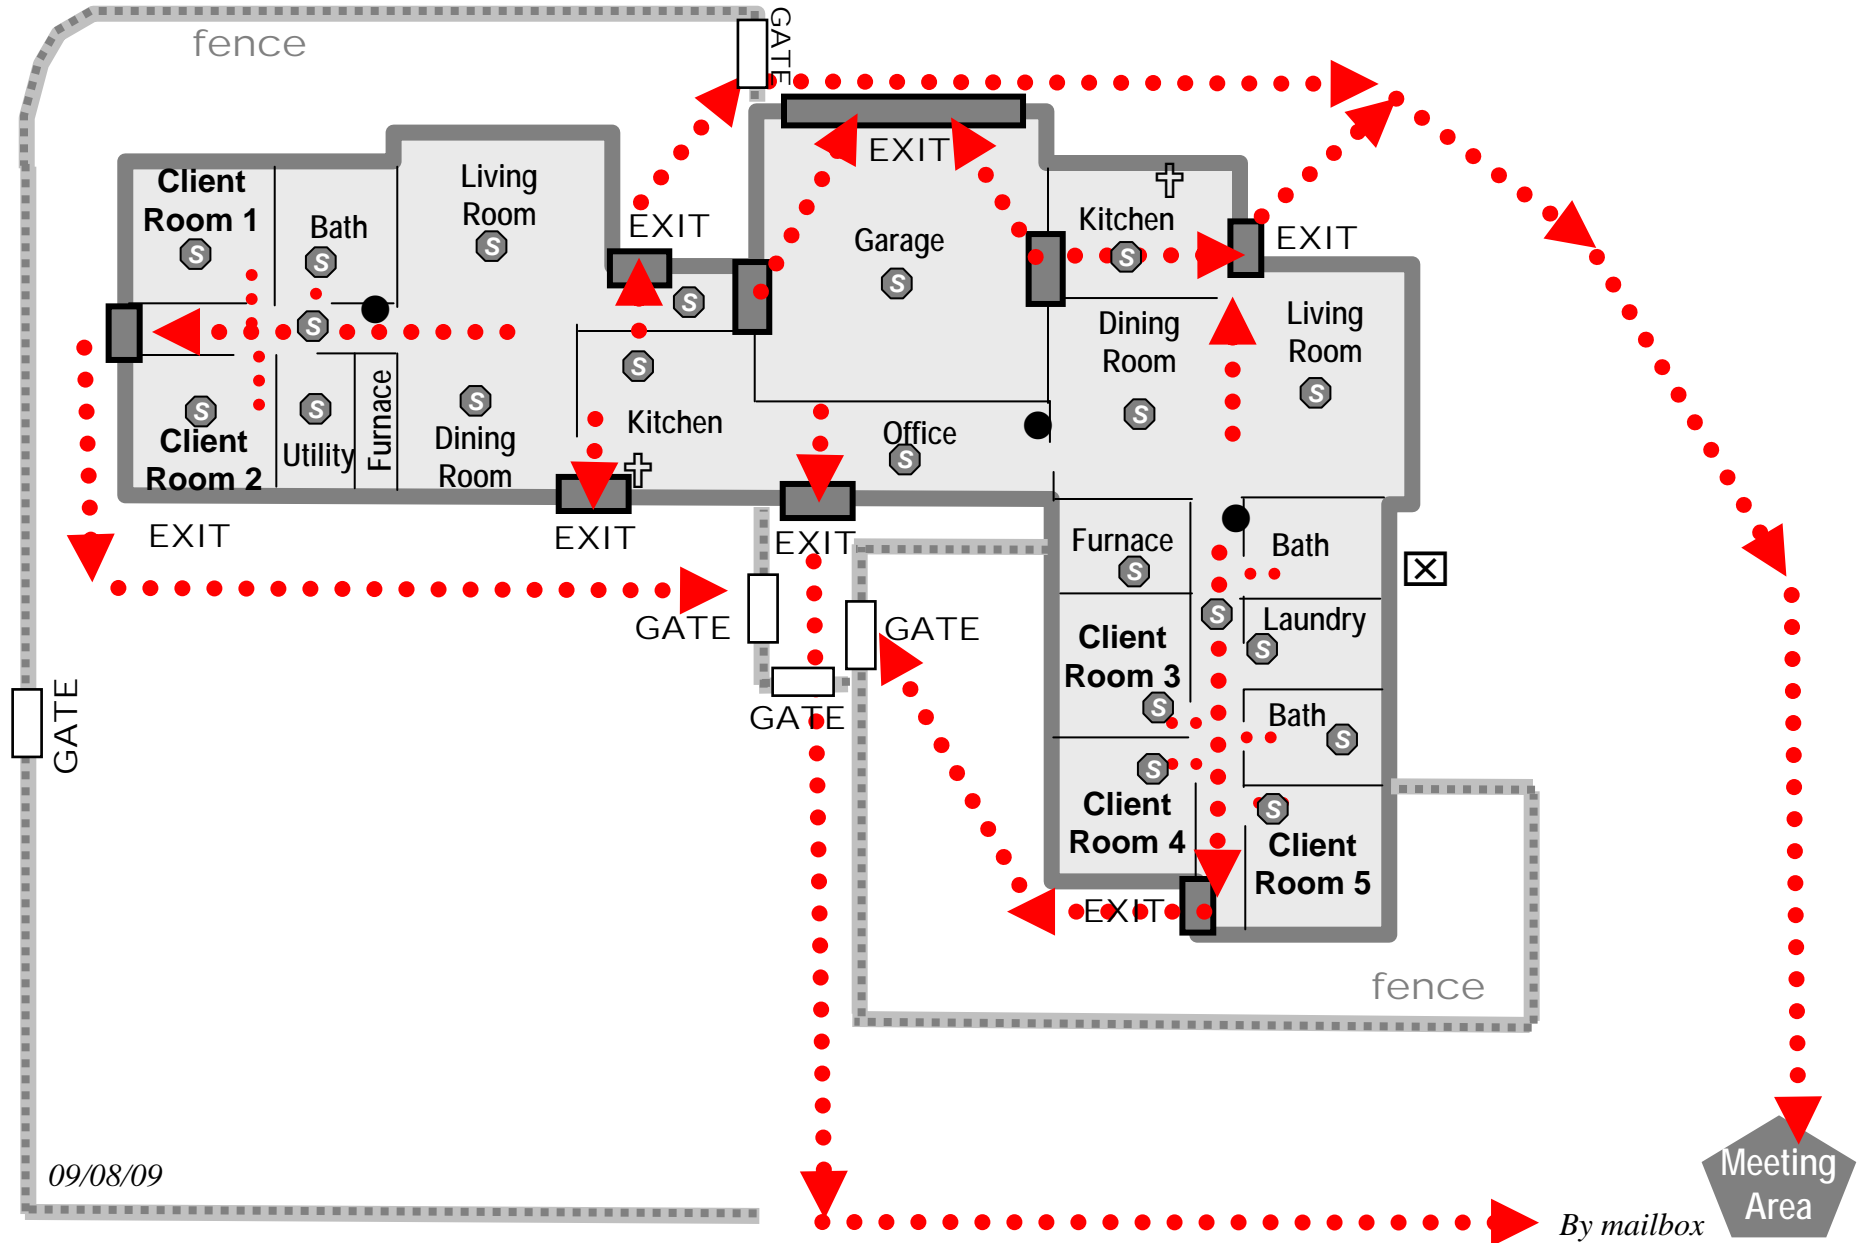 GATE
fence
Client
Room 1
Living
Room
Bath
EXIT
EXIT
Garage
Kitchen
EXIT
Dining
Room
Living
Room
S
S
S
S
S
S
S
S
S
S
S
S
S
S
Client
Room 2
Utility
Furnace
Dining
Room
Kitchen
Office
S
EXIT
EXIT
EXIT
Furnace
S
Bath
GATE
GATE
GATE
GATE
S
Laundry
S
Client
Room 3
S
Bath
S
S
Client
Room 4
S
Client
Room 5
EXIT
fence
09/08/09
Meeting
Area
By mailbox